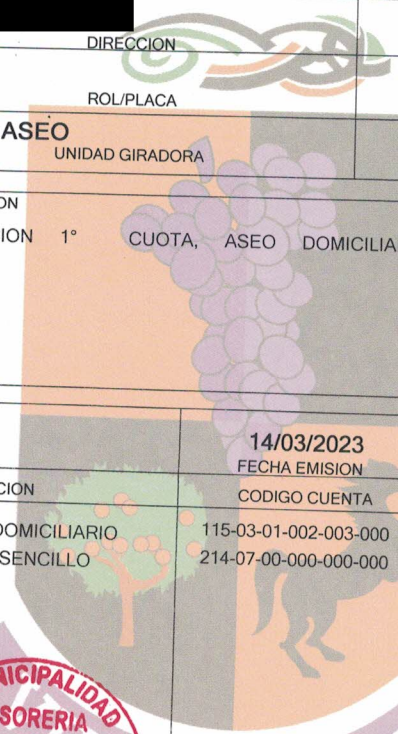 DIRECCION
ROL/PLACA
ASEO
UNIDAD GIRADORA
ON
ION 1° CUOTA, ASEO DOMICILIA
14/03/2023
FECHA EMISION
CION CODIGO CUENTA
DOMICILIARIO 115-03-01-002-003-000
SENCILLO 214-07-00-000-000-000
NICIPALIDAD
SORERIA